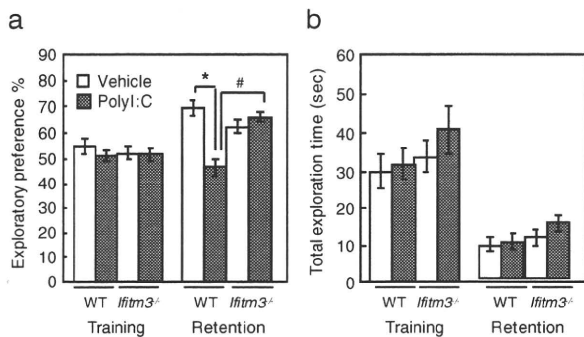 a
b
Exploratory preference %
90
80
70
60
50
40
30
20
10
0
Vehicle
PolyI:C
*
#
WT Ifitm3-/- WT Ifitm3-/-
Training Retention
Total exploration time (sec)
60
50
40
30
20
10
0
WT Ifitm3-/- WT Ifitm3-/-
Training Retention